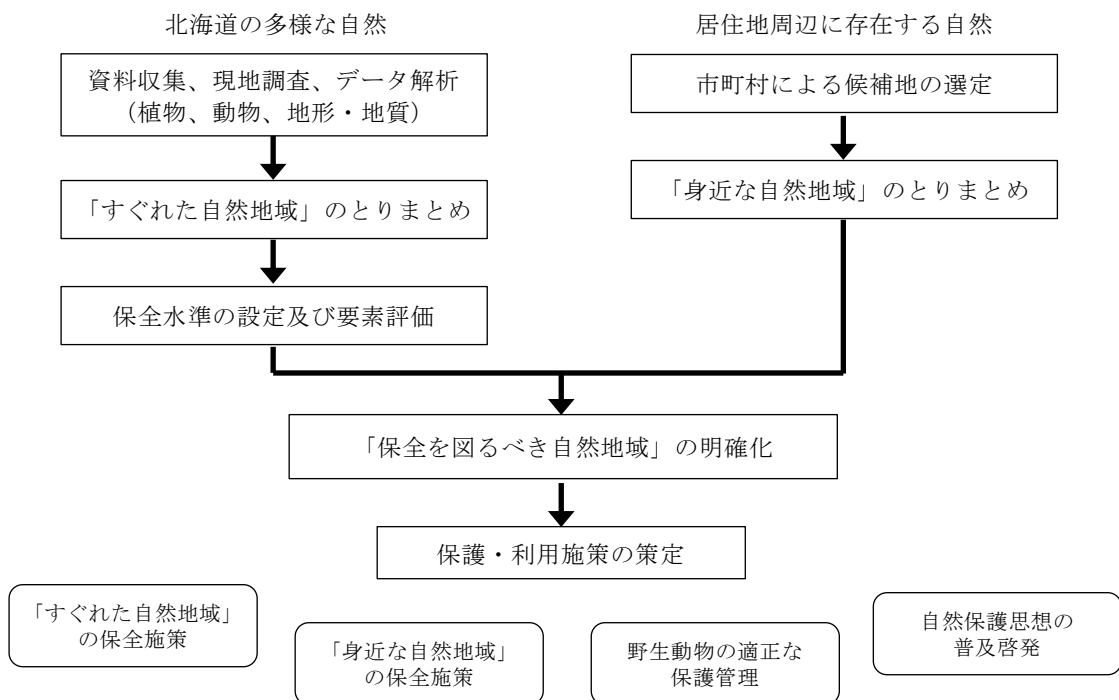 北海道の多様な自然
居住地周辺に存在する自然
資料収集、現地調査、データ解析
（植物、動物、地形・地質）
市町村による候補地の選定
「すぐれた自然地域」のとりまとめ
「身近な自然地域」のとりまとめ
保全水準の設定及び要素評価
「保全を図るべき自然地域」の明確化
保護・利用施策の策定
「すぐれた自然地域」
の保全施策
「身近な自然地域」
の保全施策
野生動物の適正な
保護管理
自然保護思想の
普及啓発